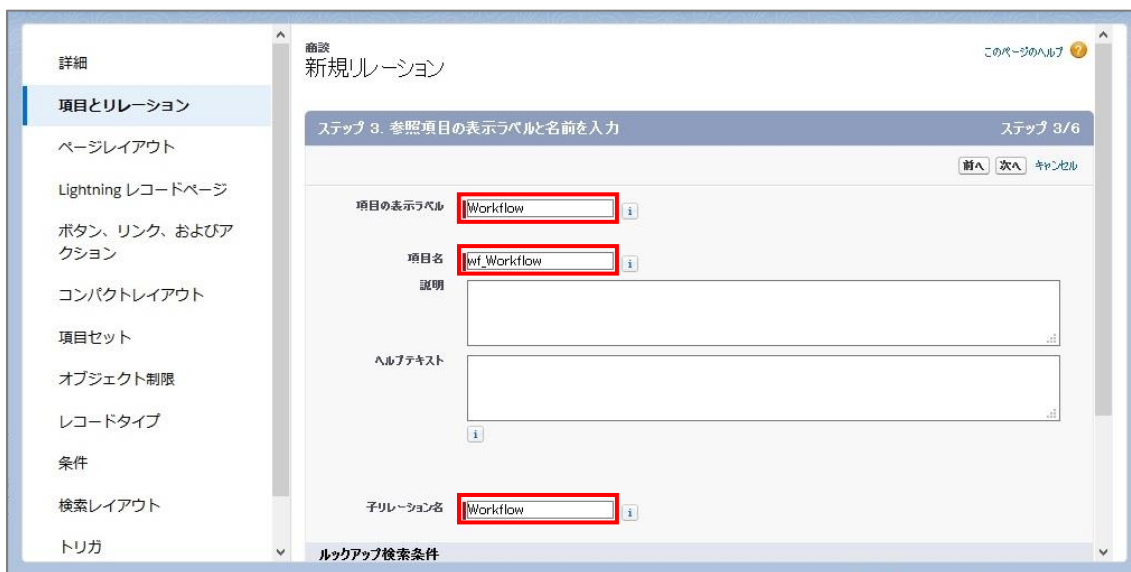 詳細
項目とリレーション
ページレイアウト
Lightning レコードページ
ボタン、リンク、およびア
クション
コンパクトレイアウト
項目セット
オブジェクト制限
レコードタイプ
条件
検索レイアウト
トリガ
商談
新規リレーション
このページのヘルプ
ステップ 3. 参照項目の表示ラベルと名前を入力 ステップ 3/6
前へ 次へ キャンセル
項目の表示ラベル Workflow
項目名 wf_Workflow
説明
ヘルプテキスト
子リレーション名 Workflow
ルックアップ検索条件